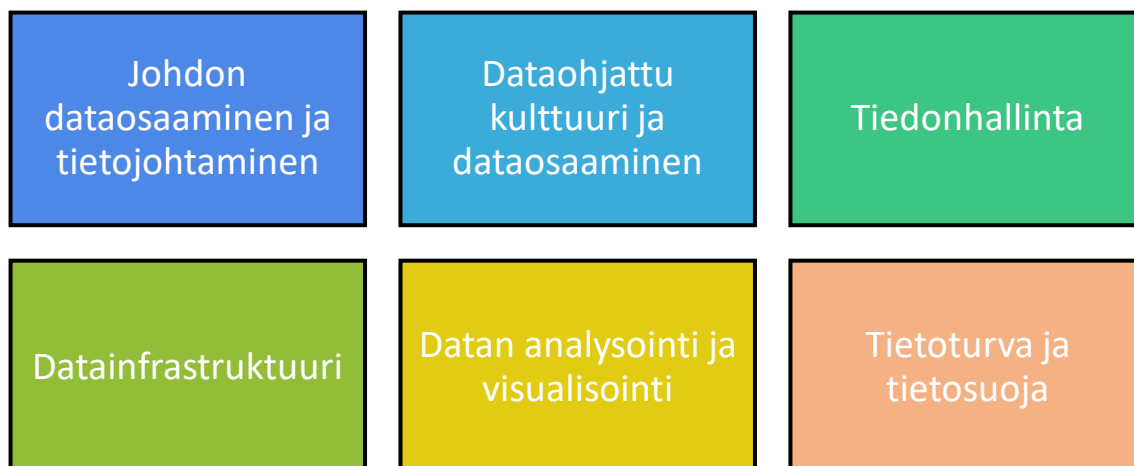 Johdon
dataosaaminen ja
tietojohtaminen
Dataohjattu
kulttuuri ja
dataosaaminen
Tiedonhallinta
Datainfrastruktuuri
Datan analysointi ja
visualisointi
Tietoturva ja
tietosuoja